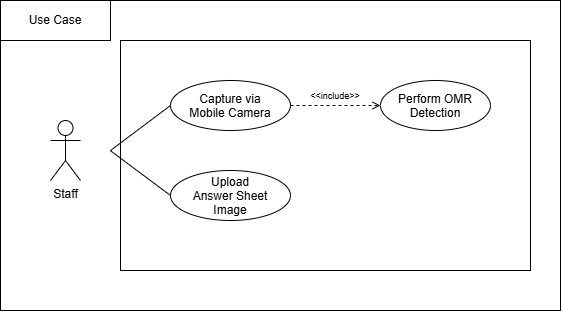 Use Case
Capture via
Mobile Camera
<<include>>
Perform OMR
Detection
Staff
Upload
Answer Sheet
Image